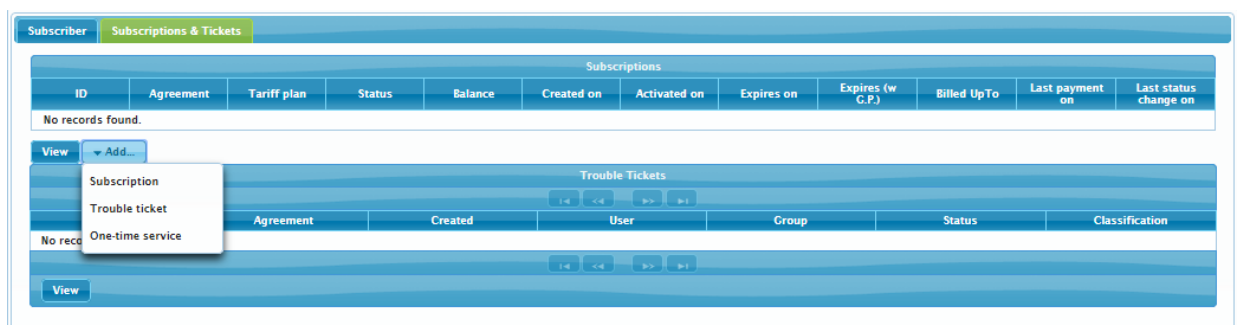 Subscriber Subscriptions & Tickets
Subscriptions
ID Agreement Tariff plan Status Balance Created on Activated on Expires on Expires (w G.P.) Billed UpTo Last payment on Last status change on
No records found.
View Add...
Subscription
Trouble ticket
One-time service
Trouble Tickets
Agreement Created User Group Status Classification
No reco
View